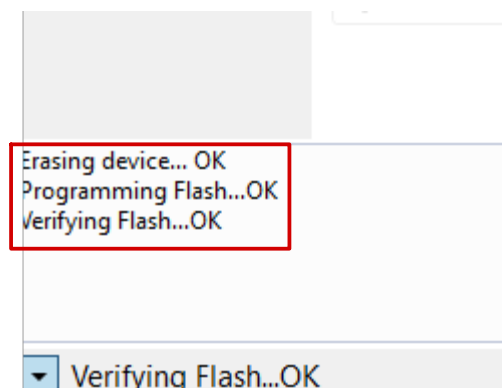 Erasing device... OK
Programming Flash...OK
Verifying Flash...OK
Verifying Flash...OK